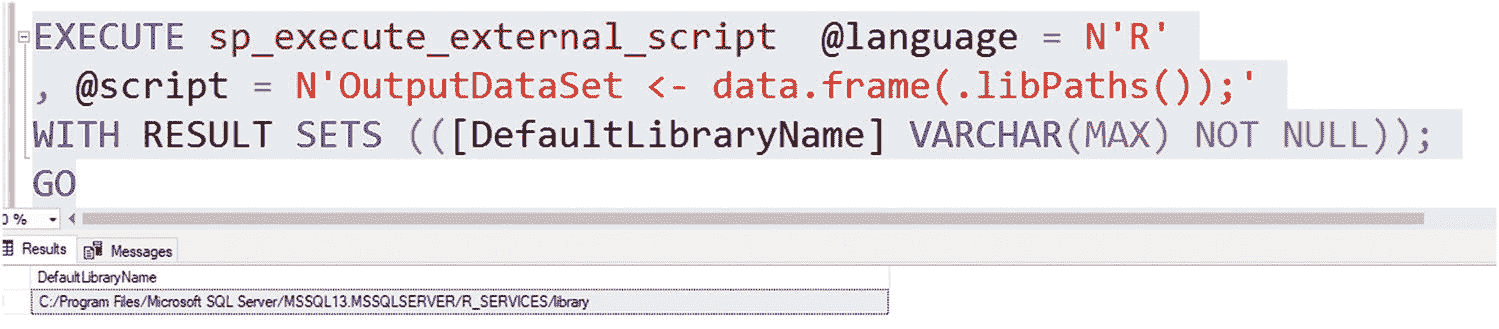 EXECUTE sp_execute_external_script  @language = N'R'
, @script = N'OutputDataSet <- data.frame(.libPaths());'
WITH RESULT SETS (([DefaultLibraryName] VARCHAR(MAX) NOT NULL));
GO
0 %
Results Messages
DefaultLibraryName
C:/Program Files/Microsoft SQL Server/MSSQL13.MSSQLSERVER/R_SERVICES/library